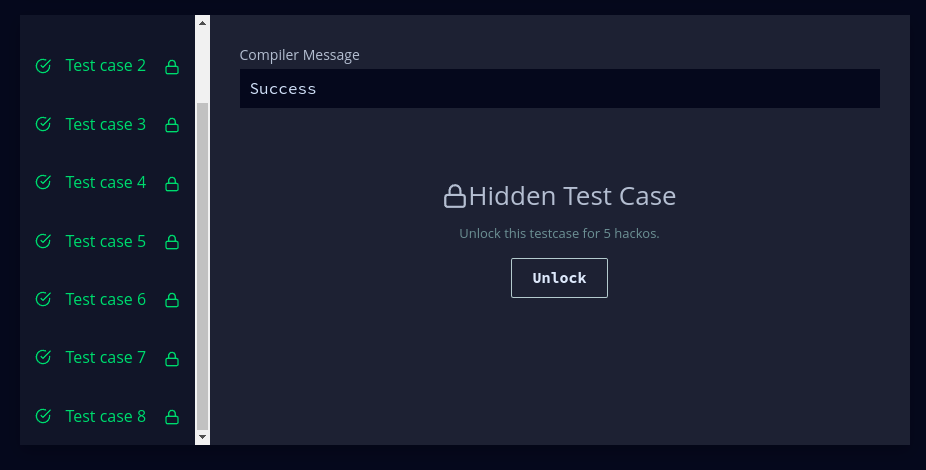 Test case 2
Test case 3
Test case 4
Test case 5
Test case 6
Test case 7
Test case 8
Compiler Message
Success
Hidden Test Case
Unlock this testcase for 5 hackos.
Unlock